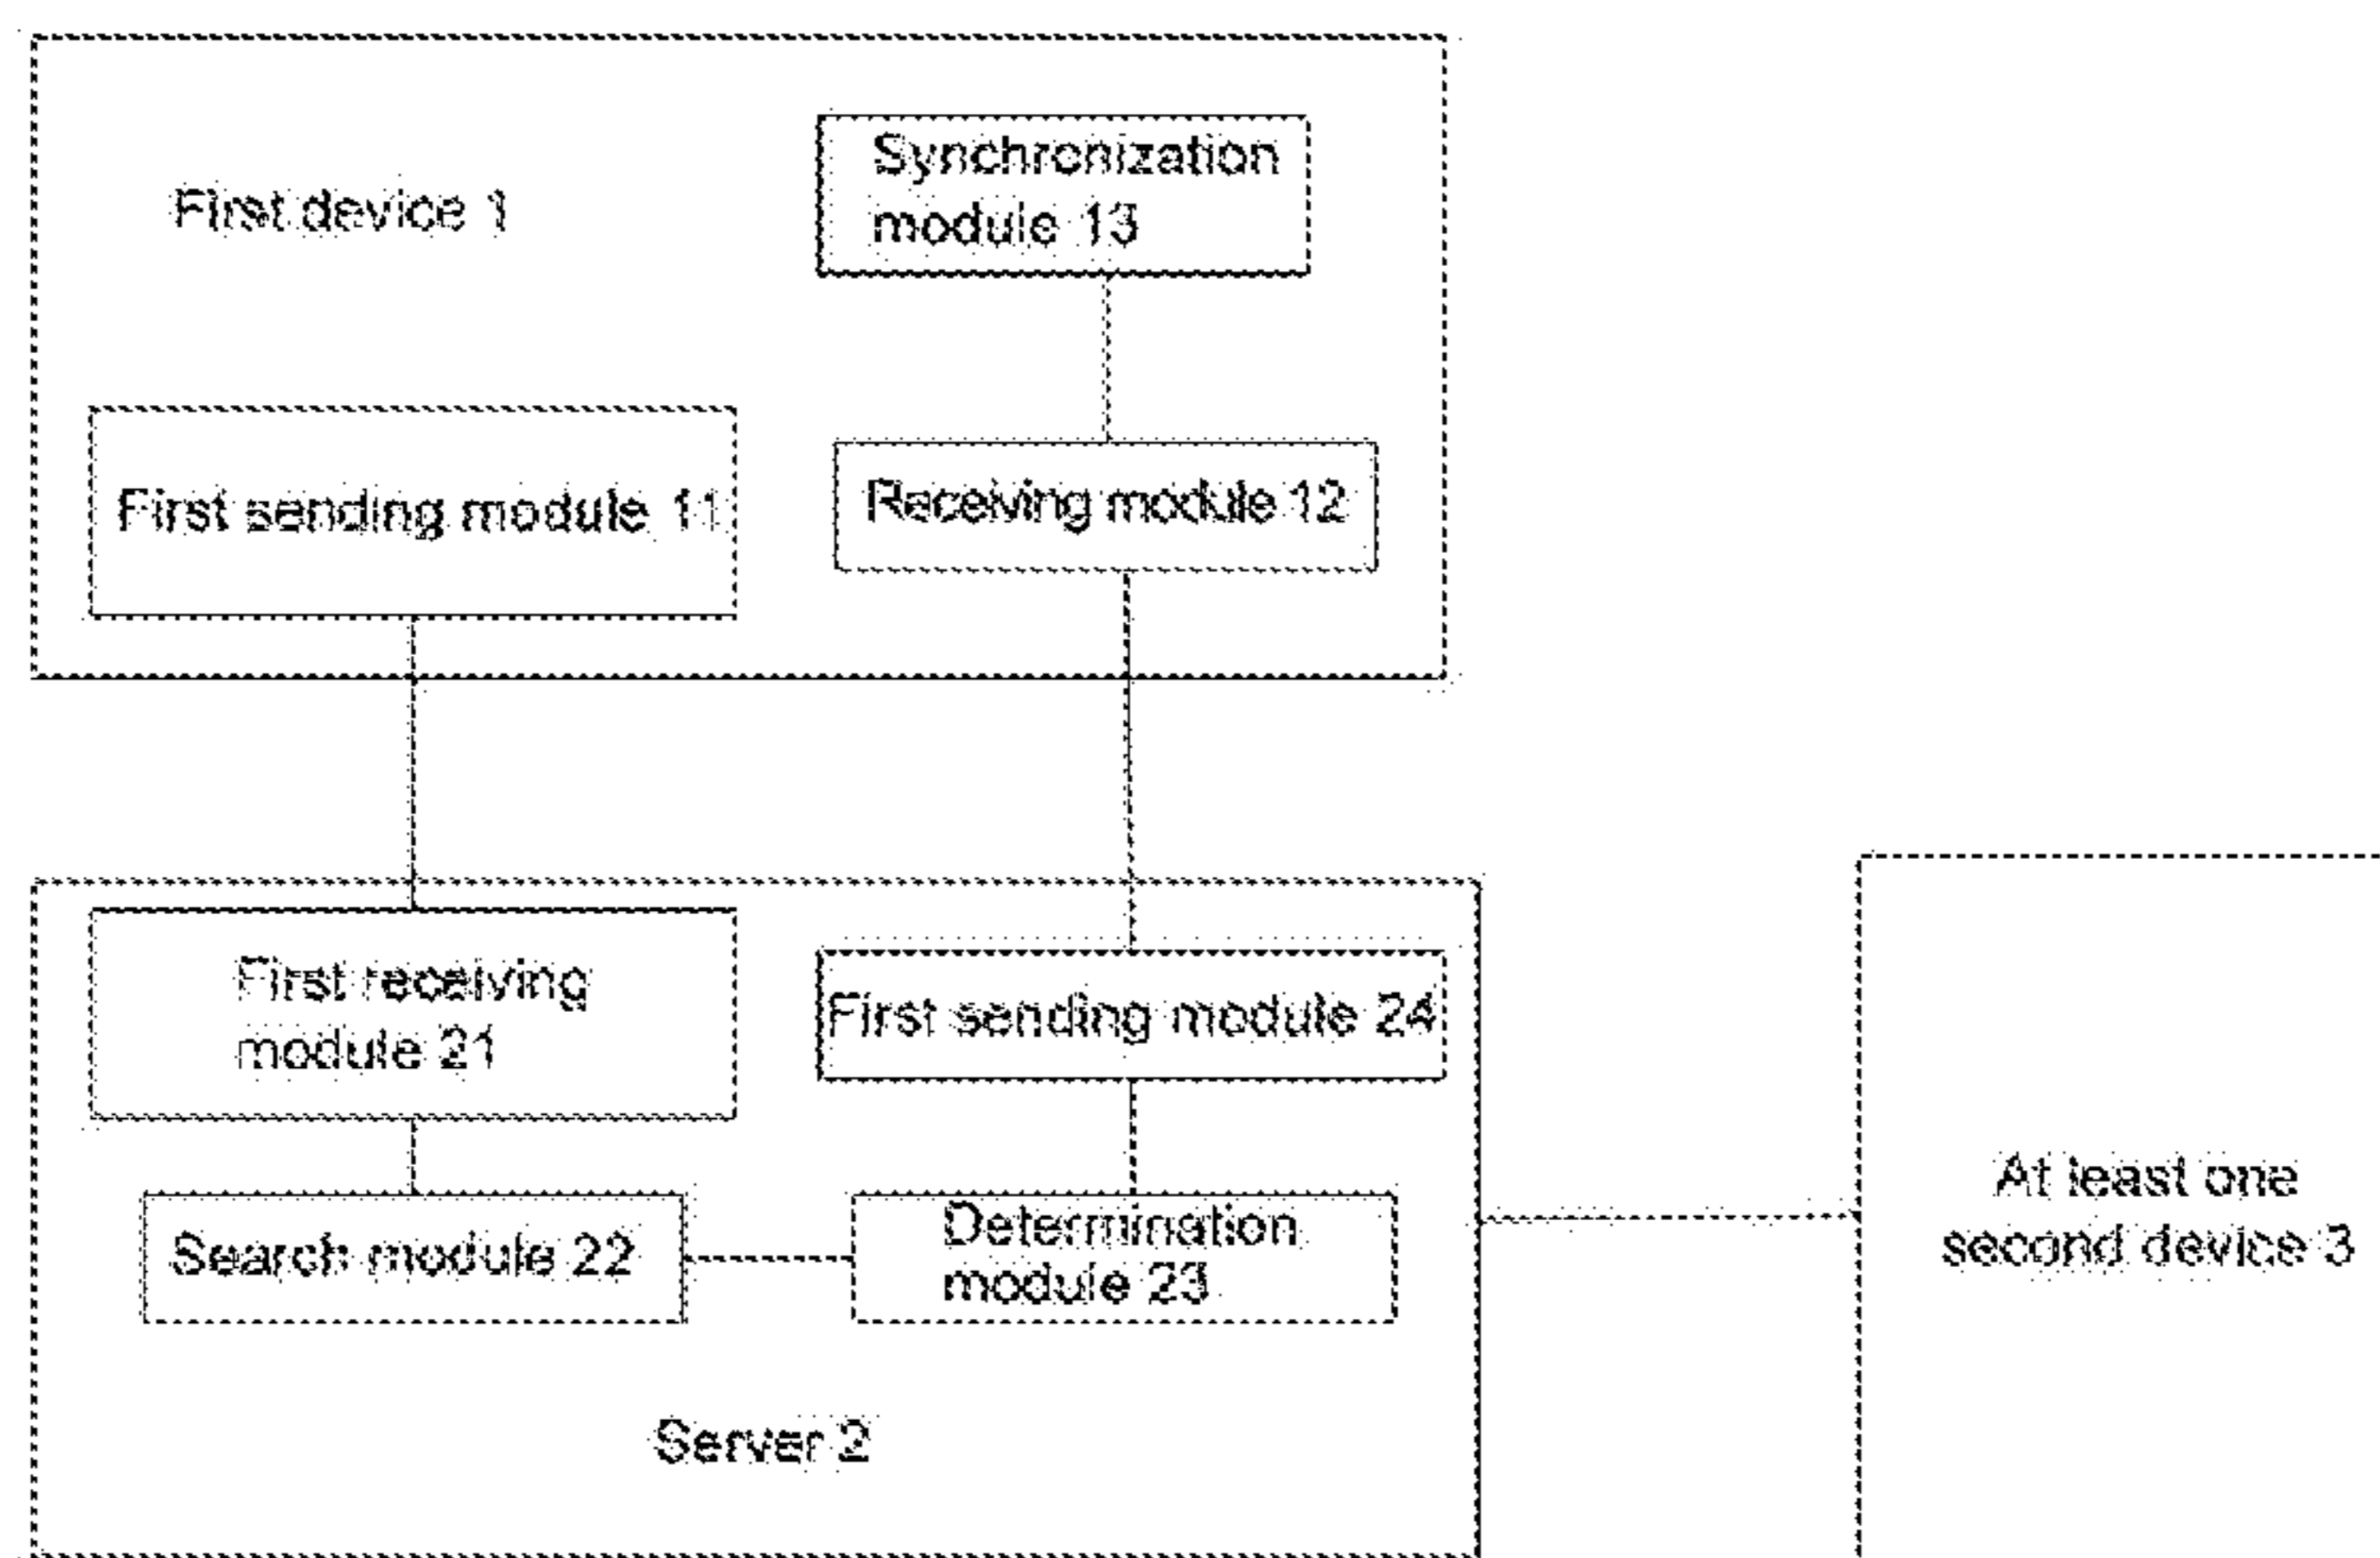 First device 1
Synchronization
module 13
First sending module 11
Receiving module 12
First receiving
module 21
First sending module 24
Search module 22
Determination
module 23
Server 2
At least one
second device 3